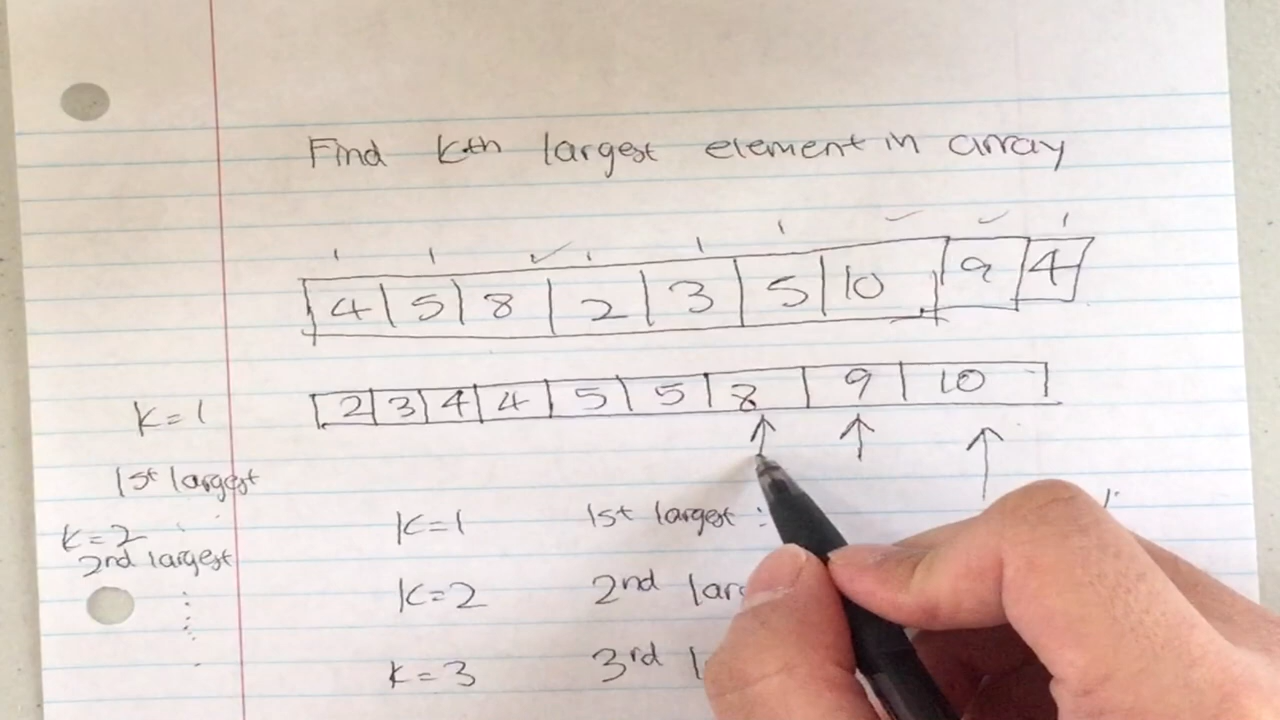 Find kth largest element in array
4 5 8 2 3 5 10 9 4
2 3 4 4 5 5 8 9 10
k=1
1st largest
k=2
2nd largest
k=1 1st largest :
k=2 2nd
k=3 3rd